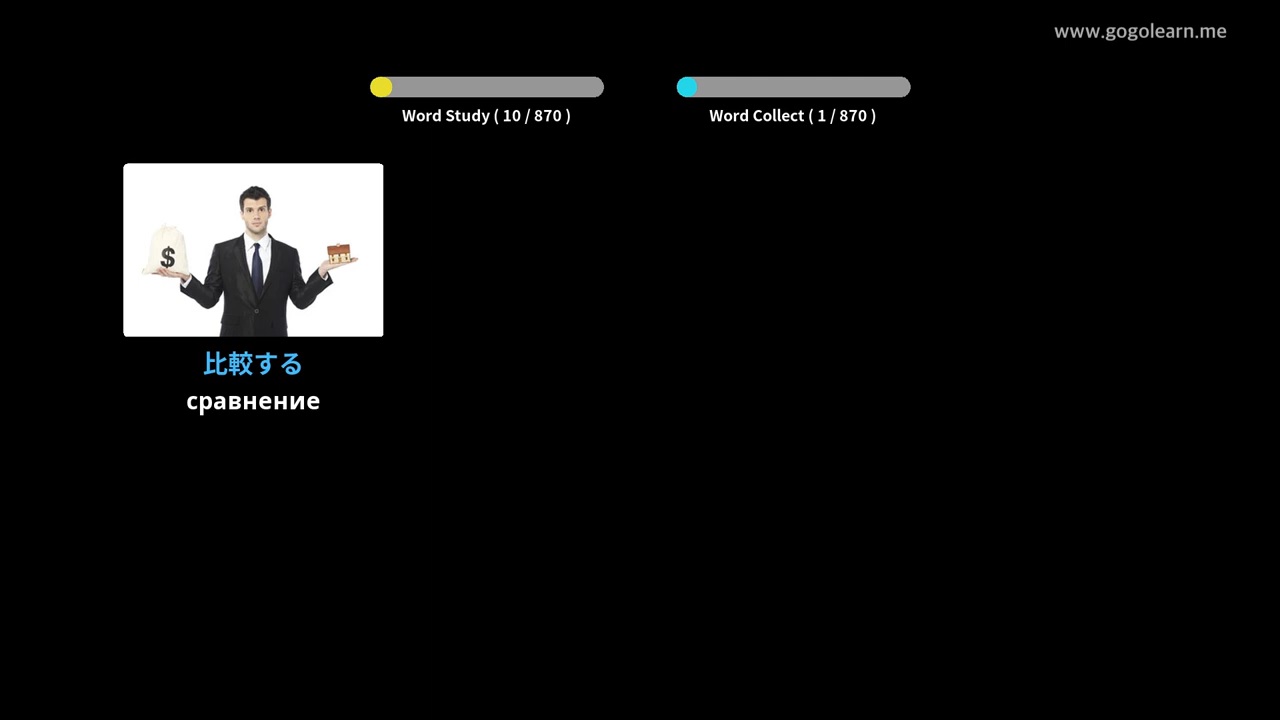 www.gogolearn.me
Word Study ( 10 / 870 )
Word Collect ( 1 / 870 )
$
比較する
сравнение